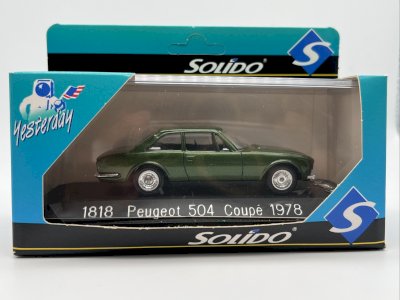 SOLIDO
S
Yesterday
1818 Peugeot 504 Coupé 1978
S
SOLIDO